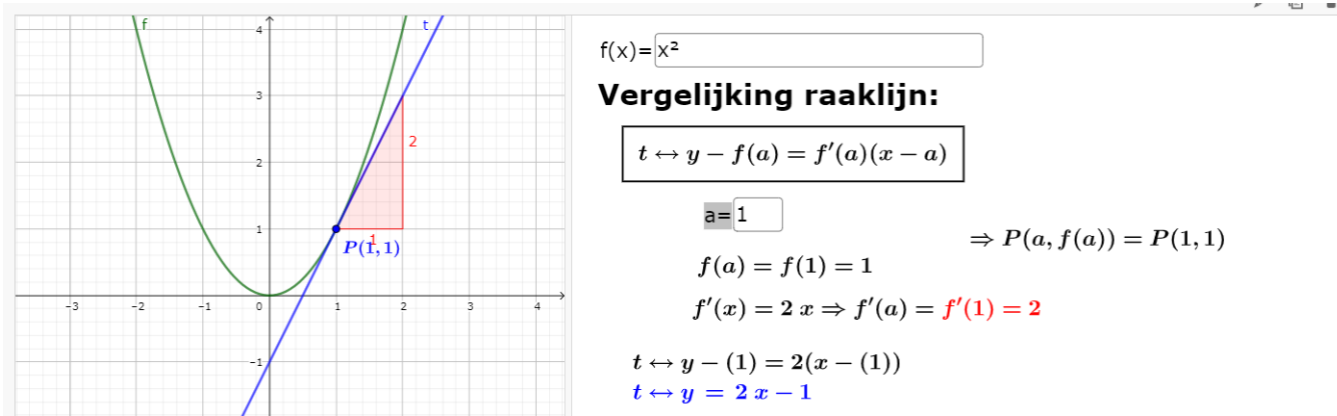 f
t
4
3
2
1
-1
-3
-2
-1
0
1
2
3
4
2
1
P(1, 1)
f(x)=x²
Vergelijking raaklijn:
t ↔ y − f(a) = f′(a)(x − a)
a=1
⇒ P(a, f(a)) = P(1, 1)
f(a) = f(1) = 1
f′(x) = 2 x ⇒ f′(a) = f′(1) = 2
t ↔ y − (1) = 2(x − (1))
t ↔ y = 2 x − 1